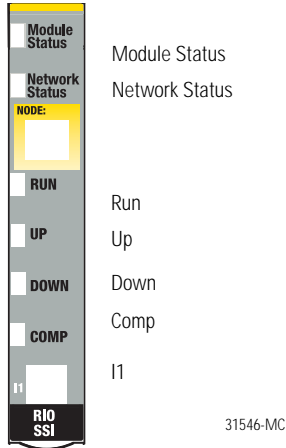 Module
Status
Network
Status
NODE:
RUN
UP
DOWN
COMP
I1
RIO
SSI
Module Status
Network Status
Run
Up
Down
Comp
I1
31546-MC